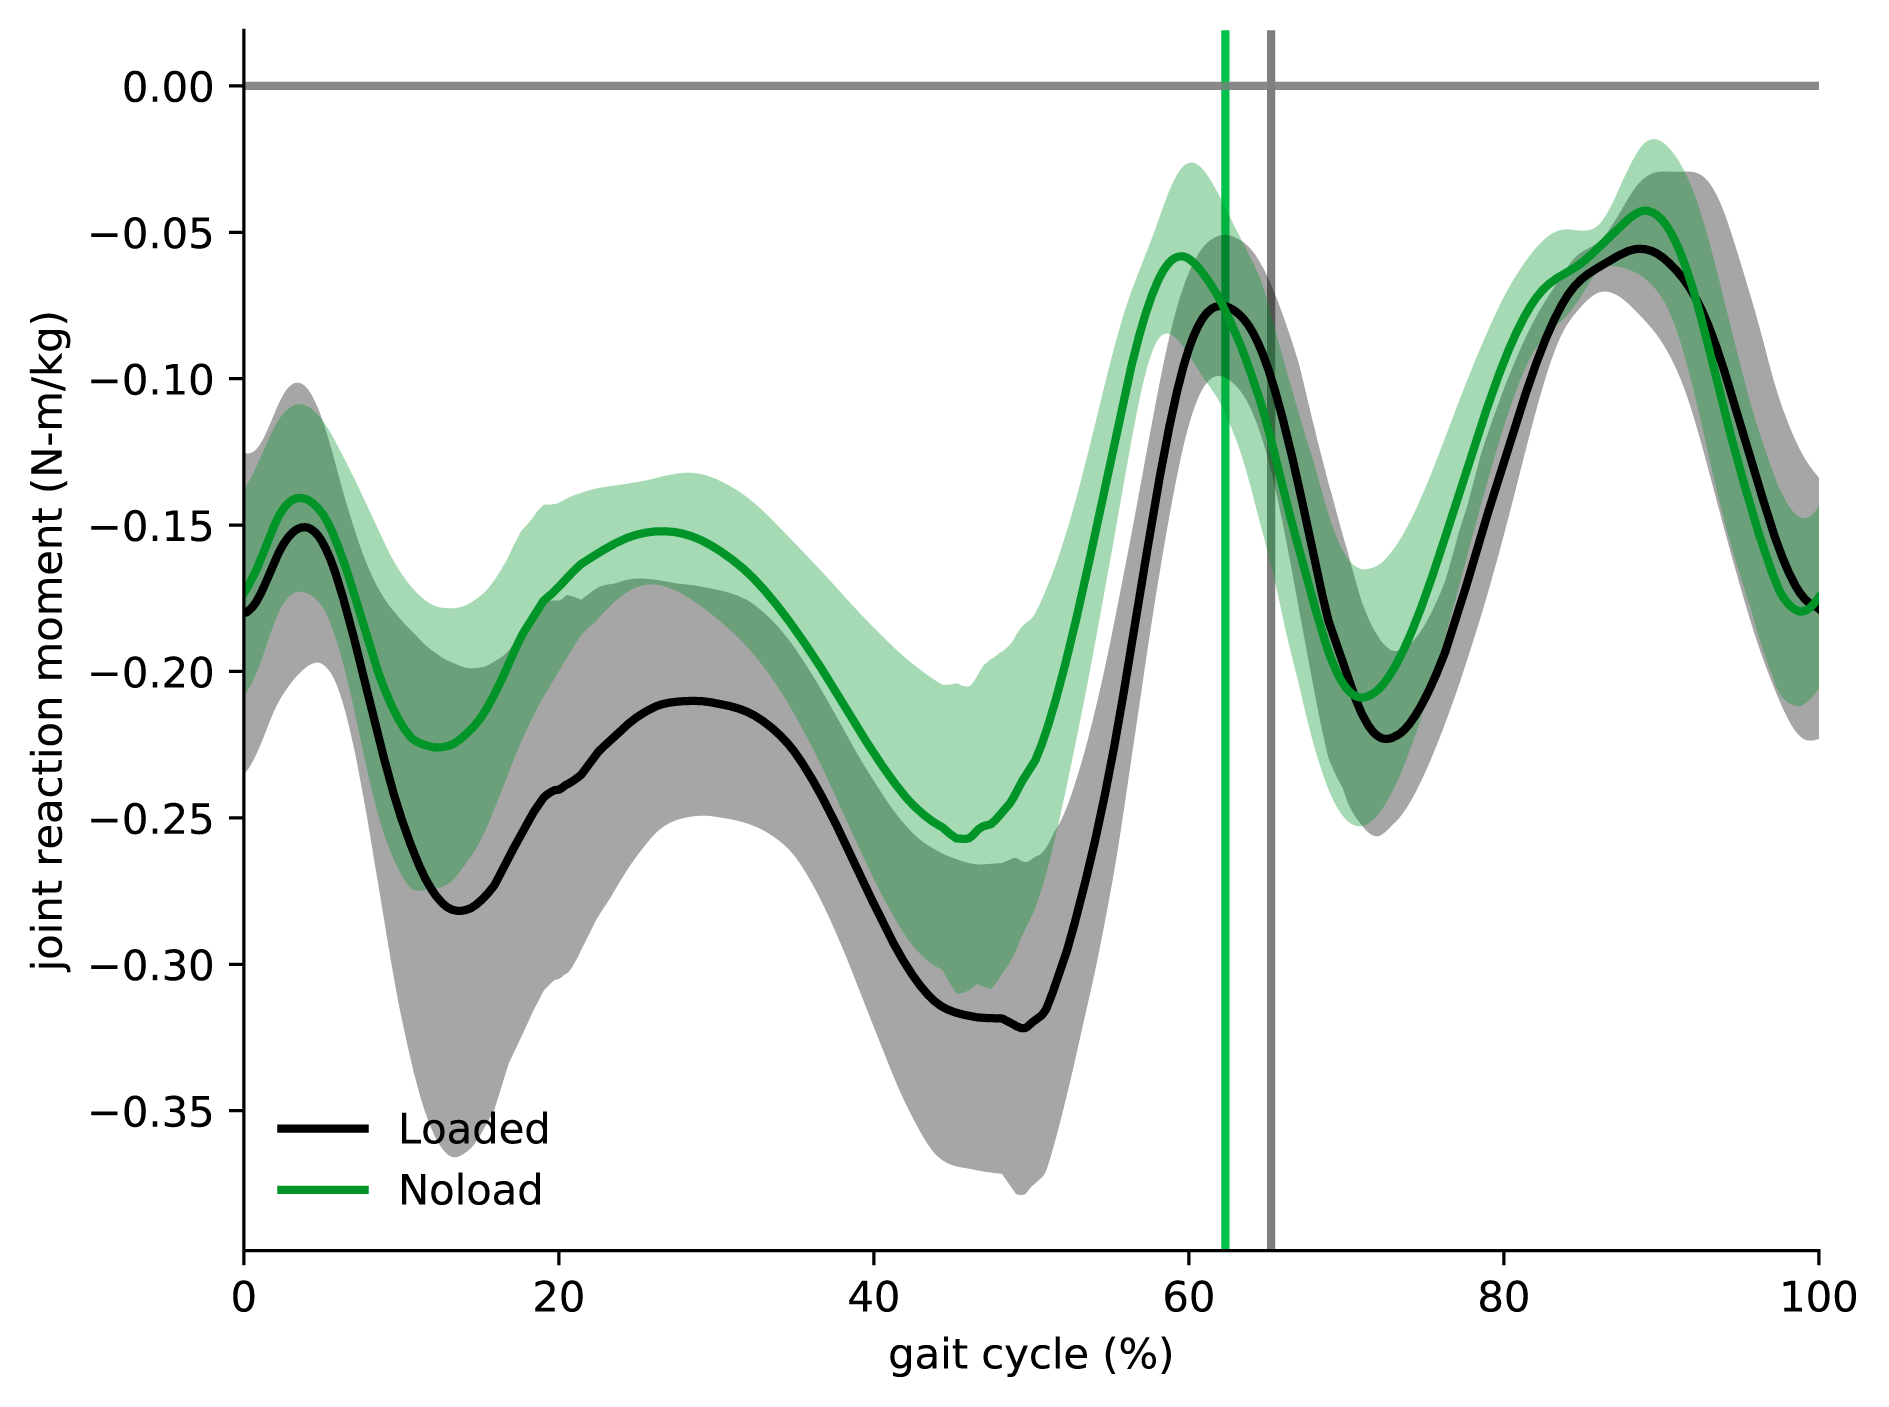 0.00
−0.05
−0.10
−0.15
−0.20
−0.25
−0.30
−0.35
joint reaction moment (N-m/kg)
Loaded
Noload
0 20 40 60 80 100
gait cycle (%)